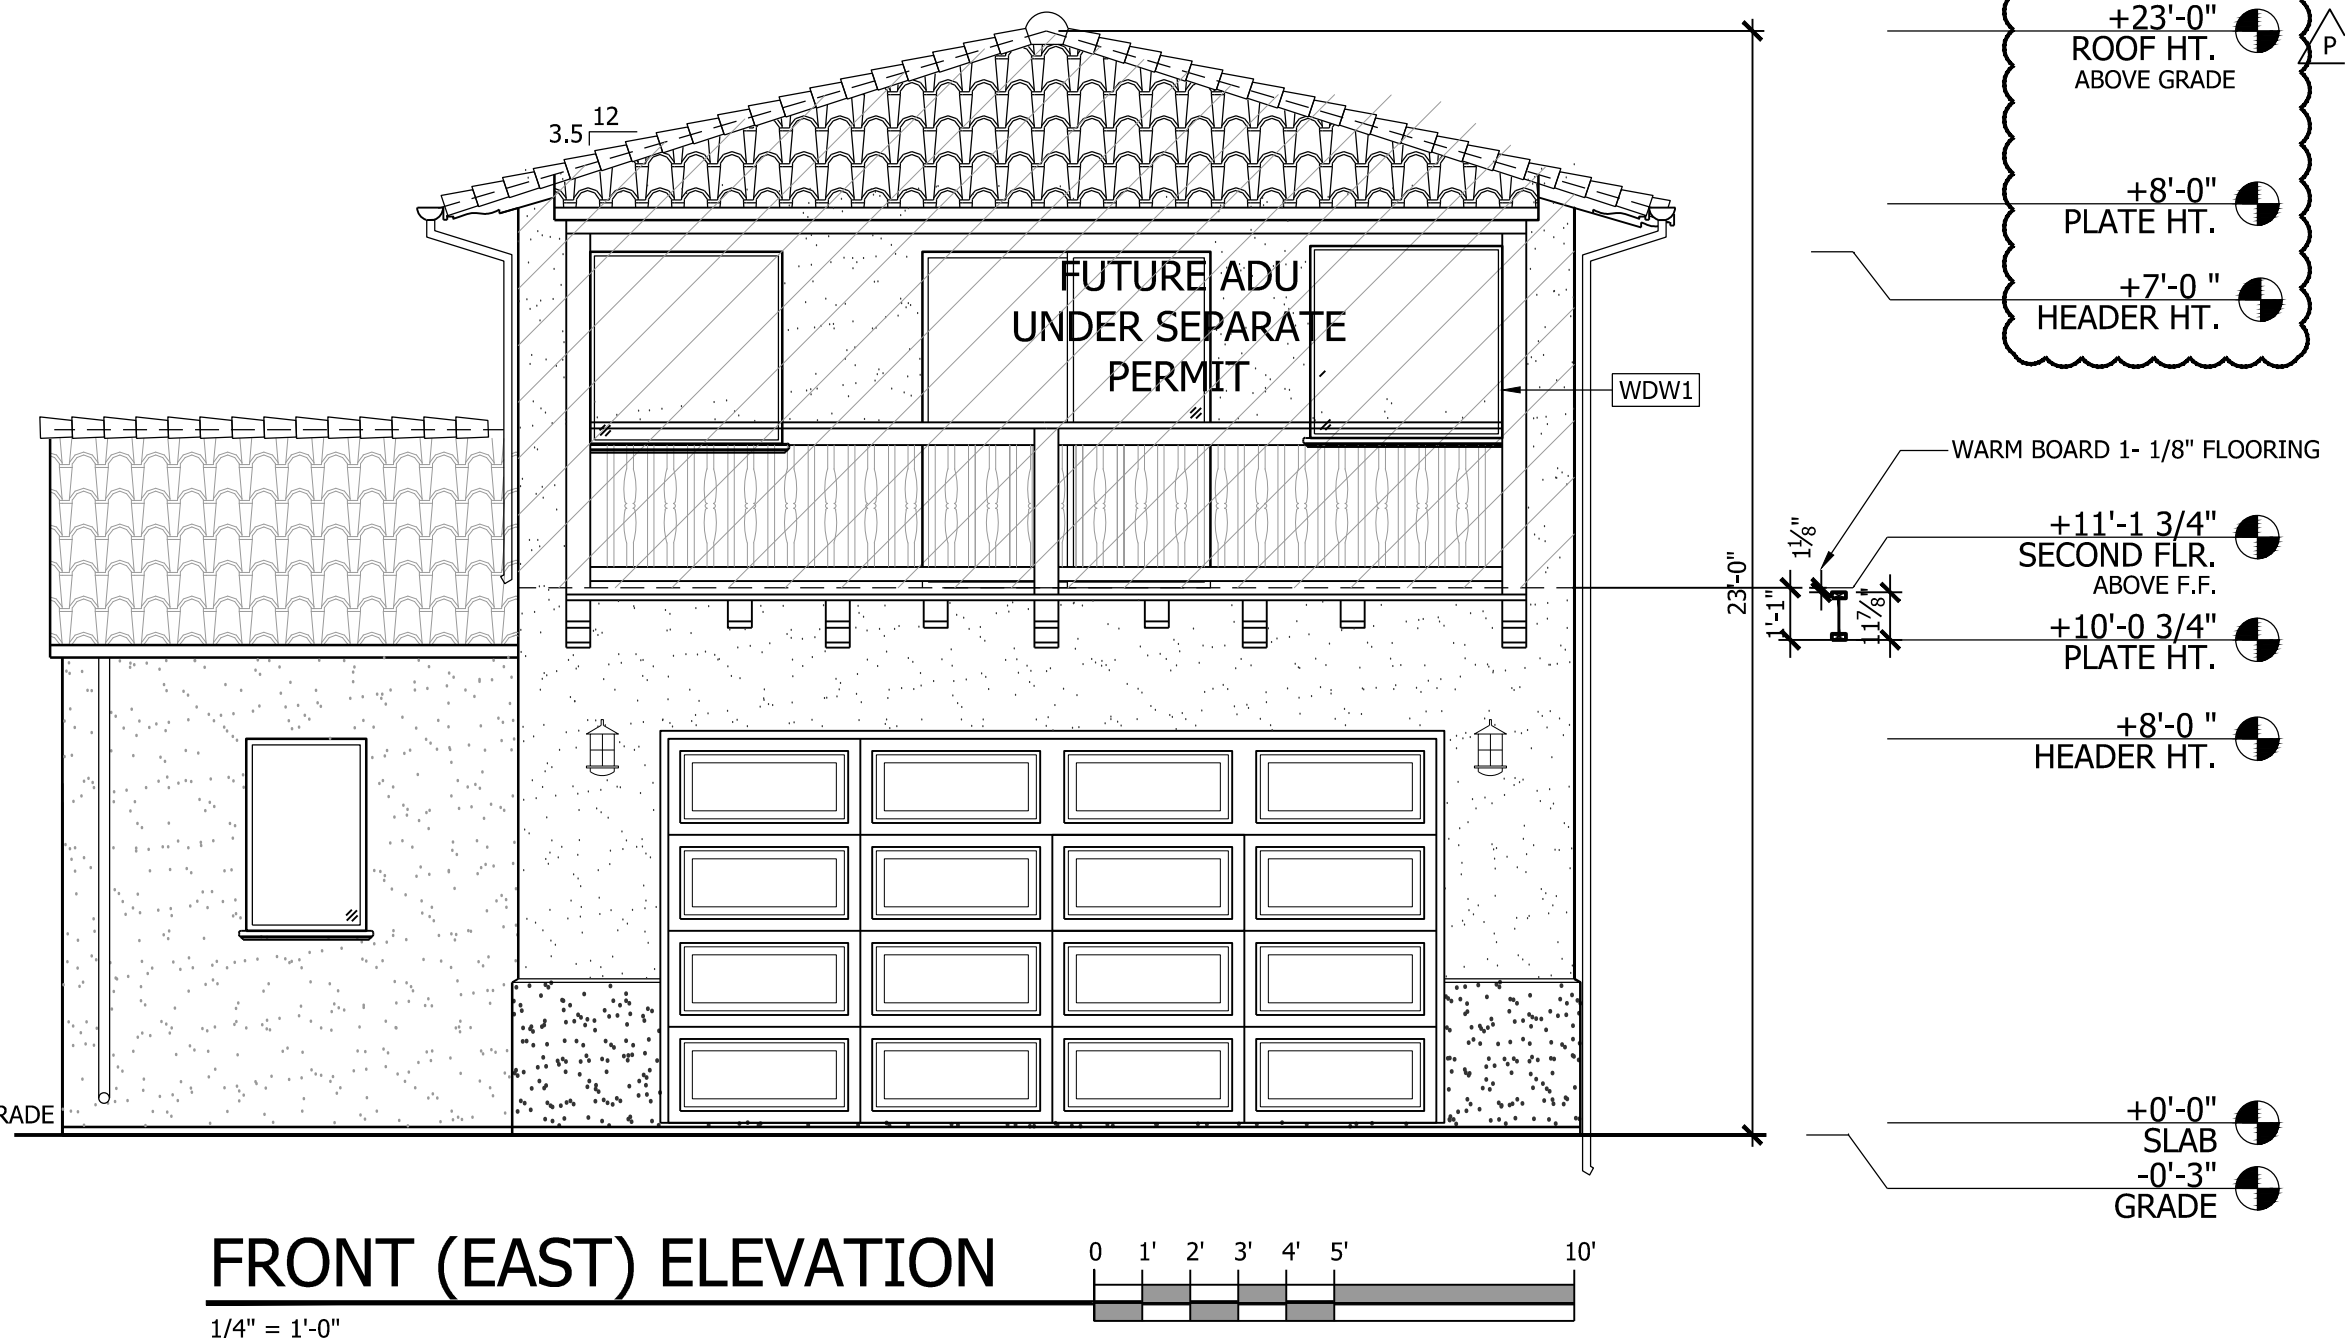 +23'-0"
ROOF HT.
ABOVE GRADE
P
12
3.5
+8'-0"
PLATE HT.
+7'-0 "
HEADER HT.
FUTURE ADU
UNDER SEPARATE
PERMIT
WDW1
WARM BOARD 1- 1/8" FLOORING
+11'-1 3/4"
SECOND FLR.
ABOVE F.F.
1 1/8"
23'-0"
1'-1"
11 7/8"
+10'-0 3/4"
PLATE HT.
+8'-0 "
HEADER HT.
RADE
+0'-0"
SLAB
-0'-3"
GRADE
FRONT (EAST) ELEVATION
0 1' 2' 3' 4' 5' 10'
1/4" = 1'-0"